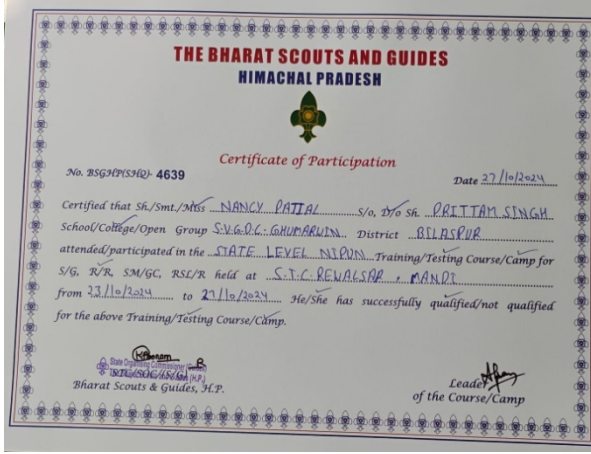 THE BHARAT SCOUTS AND GUIDES
HIMACHAL PRADESH
Certificate of Participation
No. BSGHP(SHQ)- 4639
Date 27/10/2024
Certified that Sh./Smt./Miss NANCY PATIAL S/o, D/o Sh. PRITTAM SINGH
School/College/Open Group S.V.G.D.C. GHUMARWIN District BILASPUR
attended/participated in the STATE LEVEL NIPUN Training/Testing Course/Camp for
S/G, R/R, SM/GC, RSL/R held at S.T.C. REWALSAR, MANDI
from 23/10/2024 to 27/10/2024 He/She has successfully qualified/not qualified
for the above Training/Testing Course/Camp.
State Organising Commissioner
Bharat Scouts & Guides, H.P.
Leader
of the Course/Camp